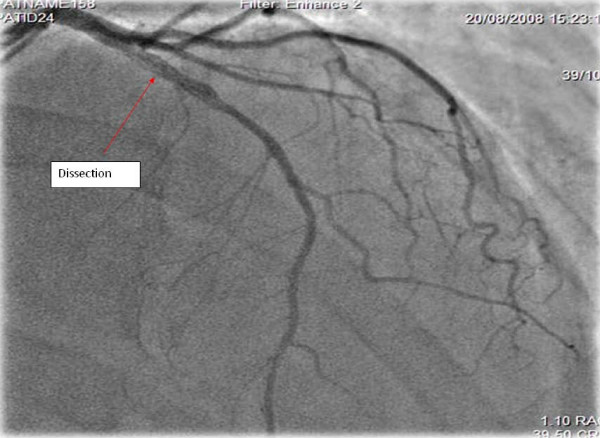 ATNAME158
PATID24
Filter: Enhance 2
20/08/2008 15:23:1
39/10
Dissection
1.10 RA
39.50 CR